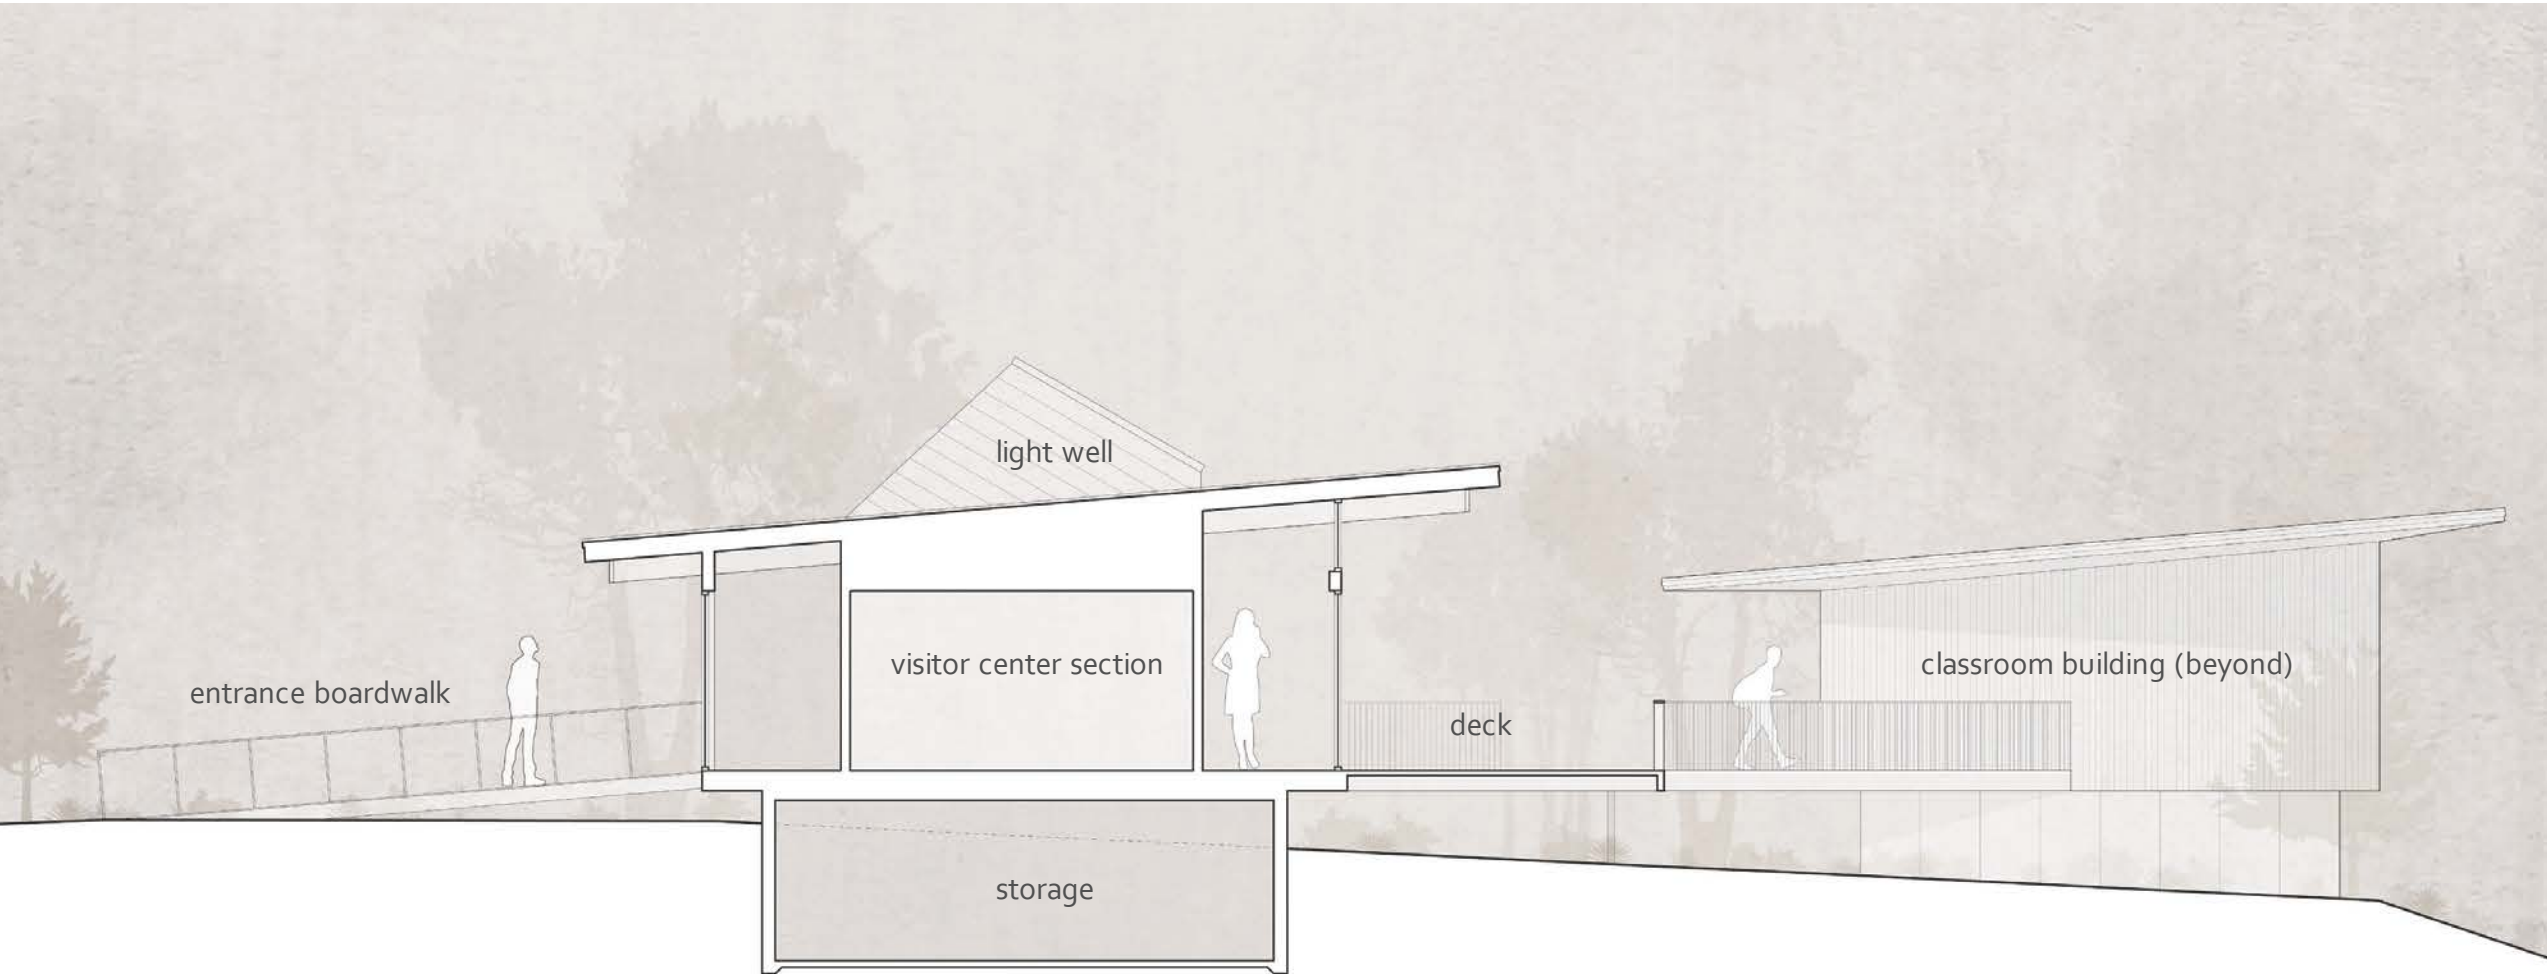 light well
visitor center section
classroom building (beyond)
entrance boardwalk
deck
storage